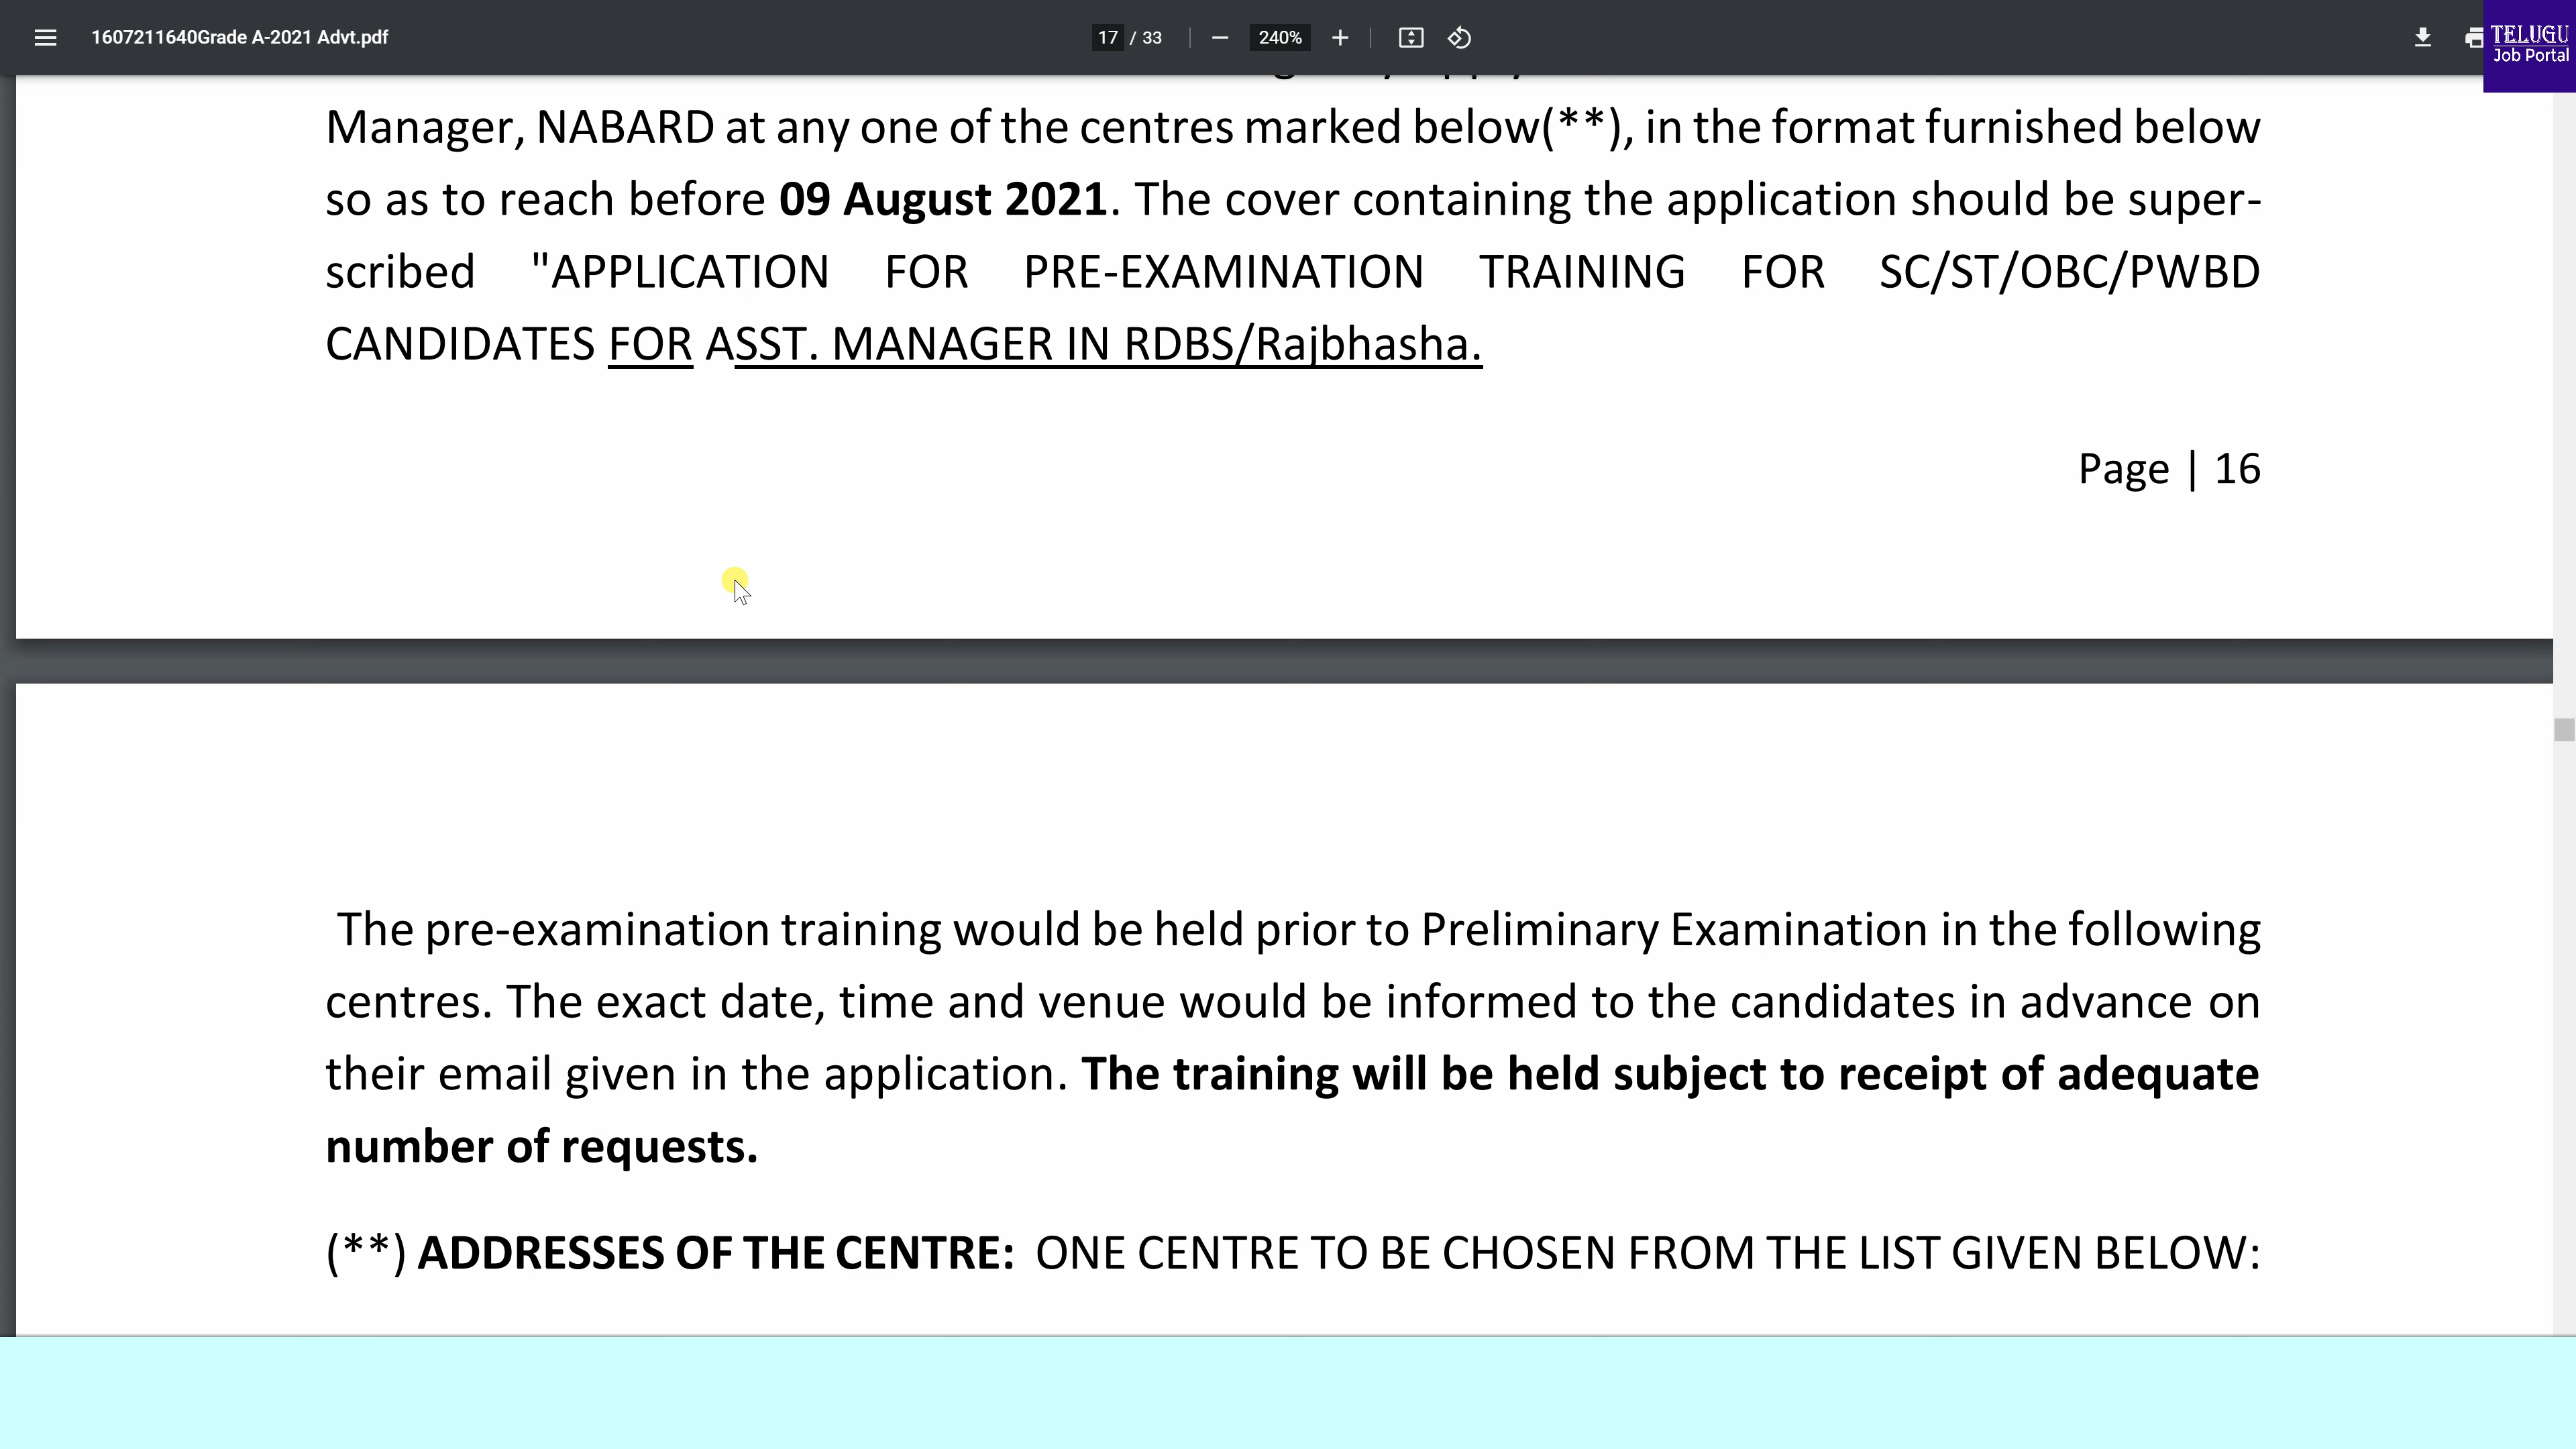 1607211640Grade A-2021 Advt.pdf
17 / 33
240%
TELUGU
Job Portal
Manager, NABARD at any one of the centres marked below(**), in the format furnished below
so as to reach before 09 August 2021. The cover containing the application should be super-
scribed "APPLICATION FOR PRE-EXAMINATION TRAINING FOR SC/ST/OBC/PWBD
CANDIDATES FOR ASST. MANAGER IN RDBS/Rajbhasha.
Page | 16
The pre-examination training would be held prior to Preliminary Examination in the following
centres. The exact date, time and venue would be informed to the candidates in advance on
their email given in the application. The training will be held subject to receipt of adequate
number of requests.
(**) ADDRESSES OF THE CENTRE: ONE CENTRE TO BE CHOSEN FROM THE LIST GIVEN BELOW: